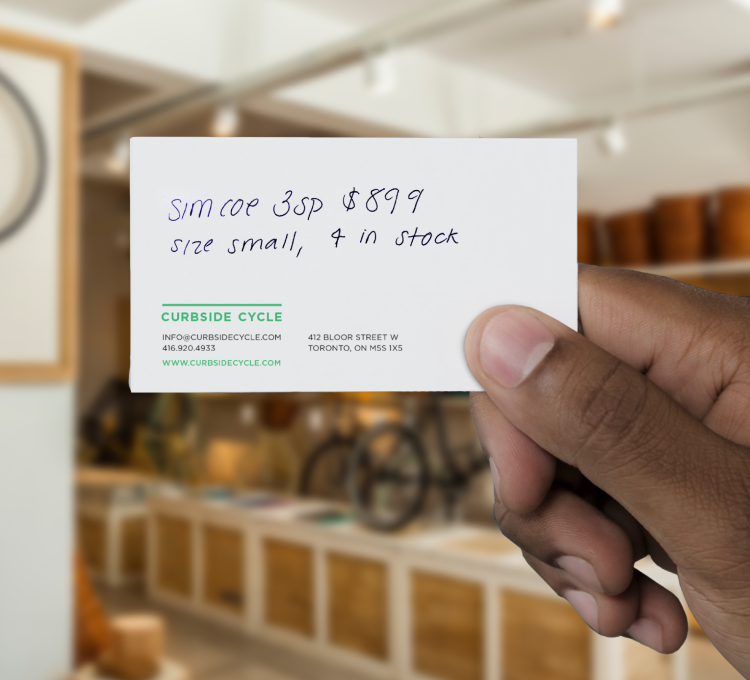 simcoe 3sp $899
size small, 4 in stock
CURBSIDE CYCLE
INFO@CURBSIDECYCLE.COM
416.920.4933
WWW.CURBSIDECYCLE.COM
412 BLOOR STREET W
TORONTO, ON M5S 1X5